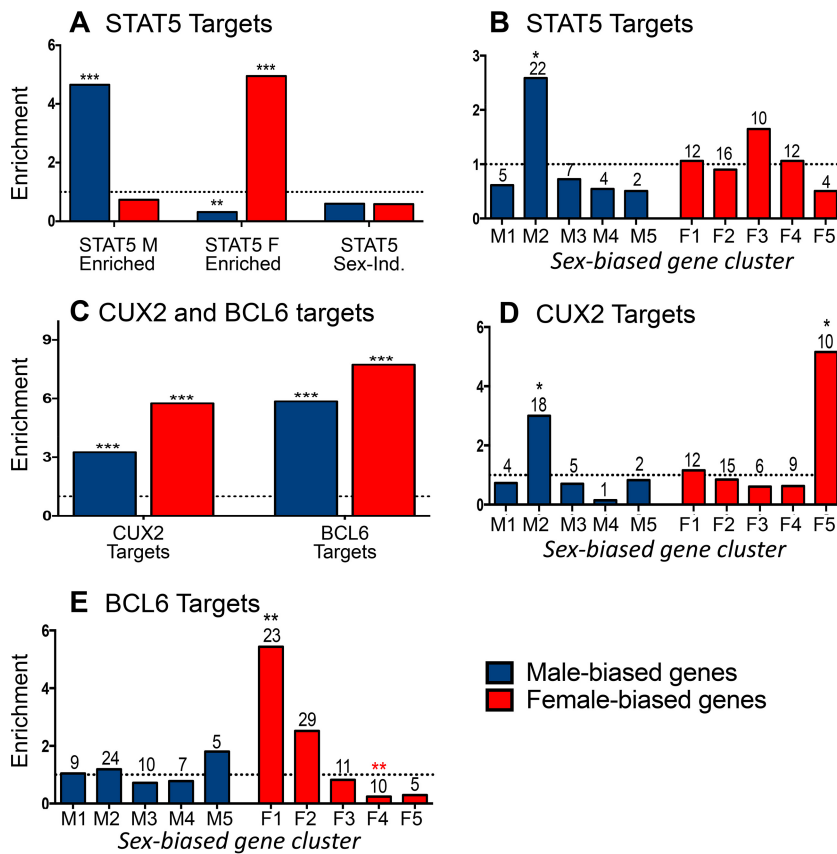 A STAT5 Targets
6
4
2
0
Enrichment
***
**
***
STAT5 M
Enriched
STAT5 F
Enriched
STAT5
Sex-Ind.
B STAT5 Targets
3
2
1
0
*
5
22
7
4
2
12
16
10
12
4
M1 M2 M3 M4 M5 F1 F2 F3 F4 F5
Sex-biased gene cluster
C CUX2 and BCL6 targets
9
6
3
0
Enrichment
***
***
***
***
CUX2
Targets
BCL6
Targets
D CUX2 Targets
6
4
2
0
4
*
18
5
1
2
12
15
6
9
*
10
M1 M2 M3 M4 M5 F1 F2 F3 F4 F5
Sex-biased gene cluster
E BCL6 Targets
6
4
2
0
Enrichment
9
24
10
7
5
**
23
29
11
**
10
5
M1 M2 M3 M4 M5 F1 F2 F3 F4 F5
Sex-biased gene cluster
Male-biased genes
Female-biased genes